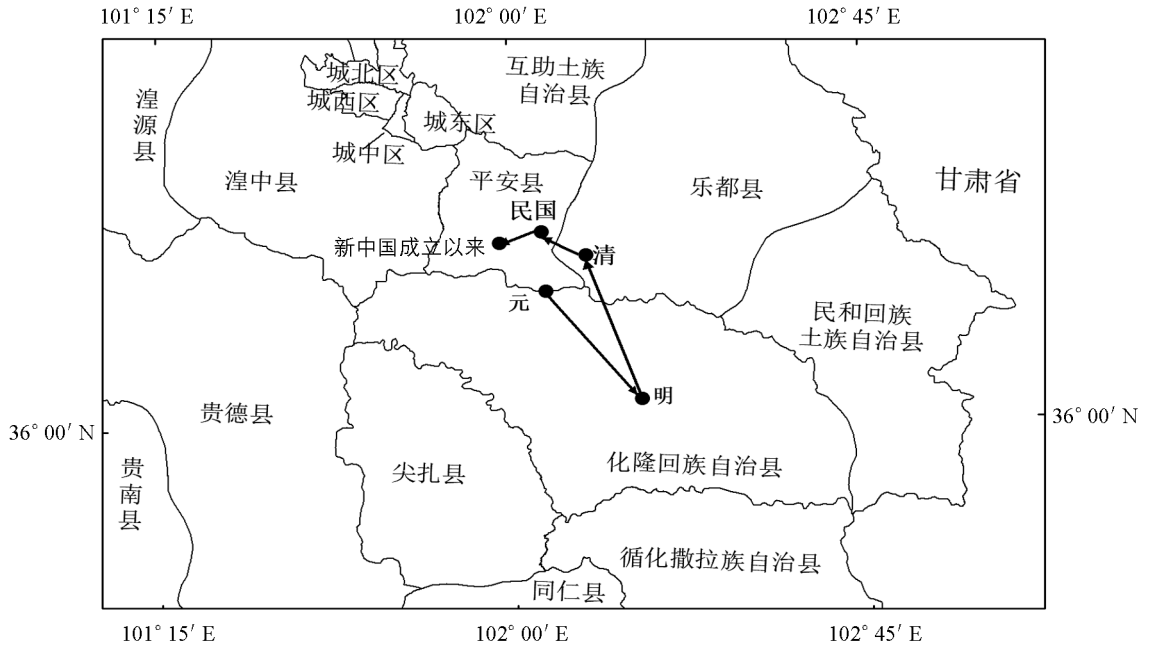 101° 15′ E
102° 00′ E
102° 45′ E
互助土族
自治县
城北区
湟源县
城西区
城东区
城中区
湟中县
平安县
乐都县
甘肃省
民国
新中国成立以来
清
元
民和回族
土族自治县
明
贵德县
36° 00′ N
36° 00′ N
贵南县
尖扎县
化隆回族自治县
循化撒拉族自治县
同仁县
101° 15′ E
102° 00′ E
102° 45′ E